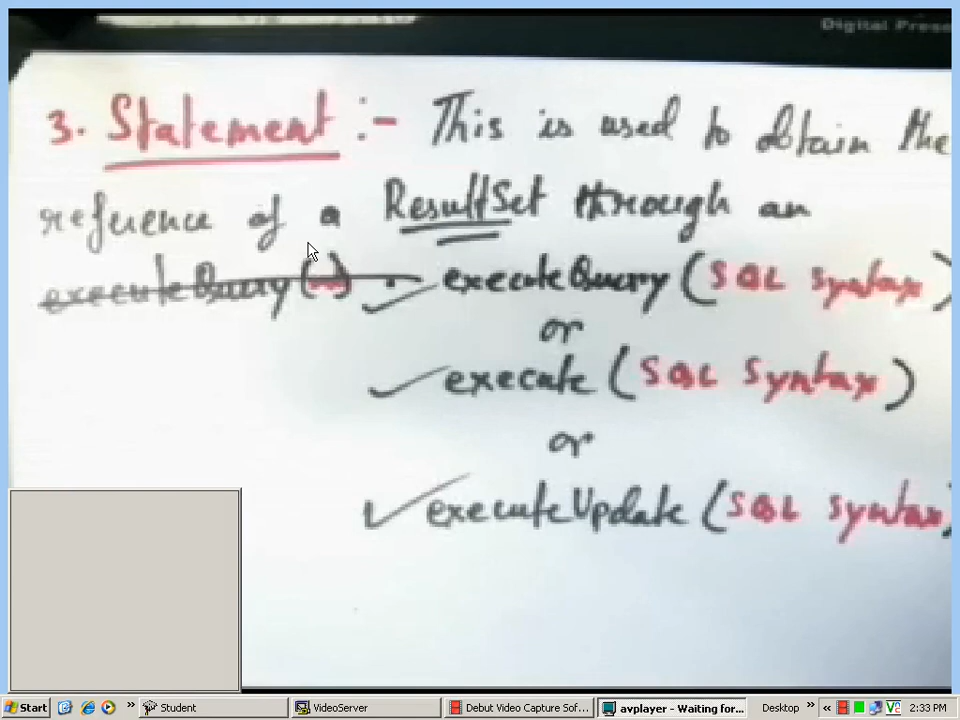 Digital Prese
3. Statement :- This is used to obtain the
reference of a ResultSet through an
executeQuery(  ) . executeQuery (SQL Syntax)
or
execute (SQL Syntax)
or
executeUpdate (SQL Syntax)
Start » Student VideoServer Debut Video Capture Sof... avplayer - Waiting for... Desktop » « 2:33 PM